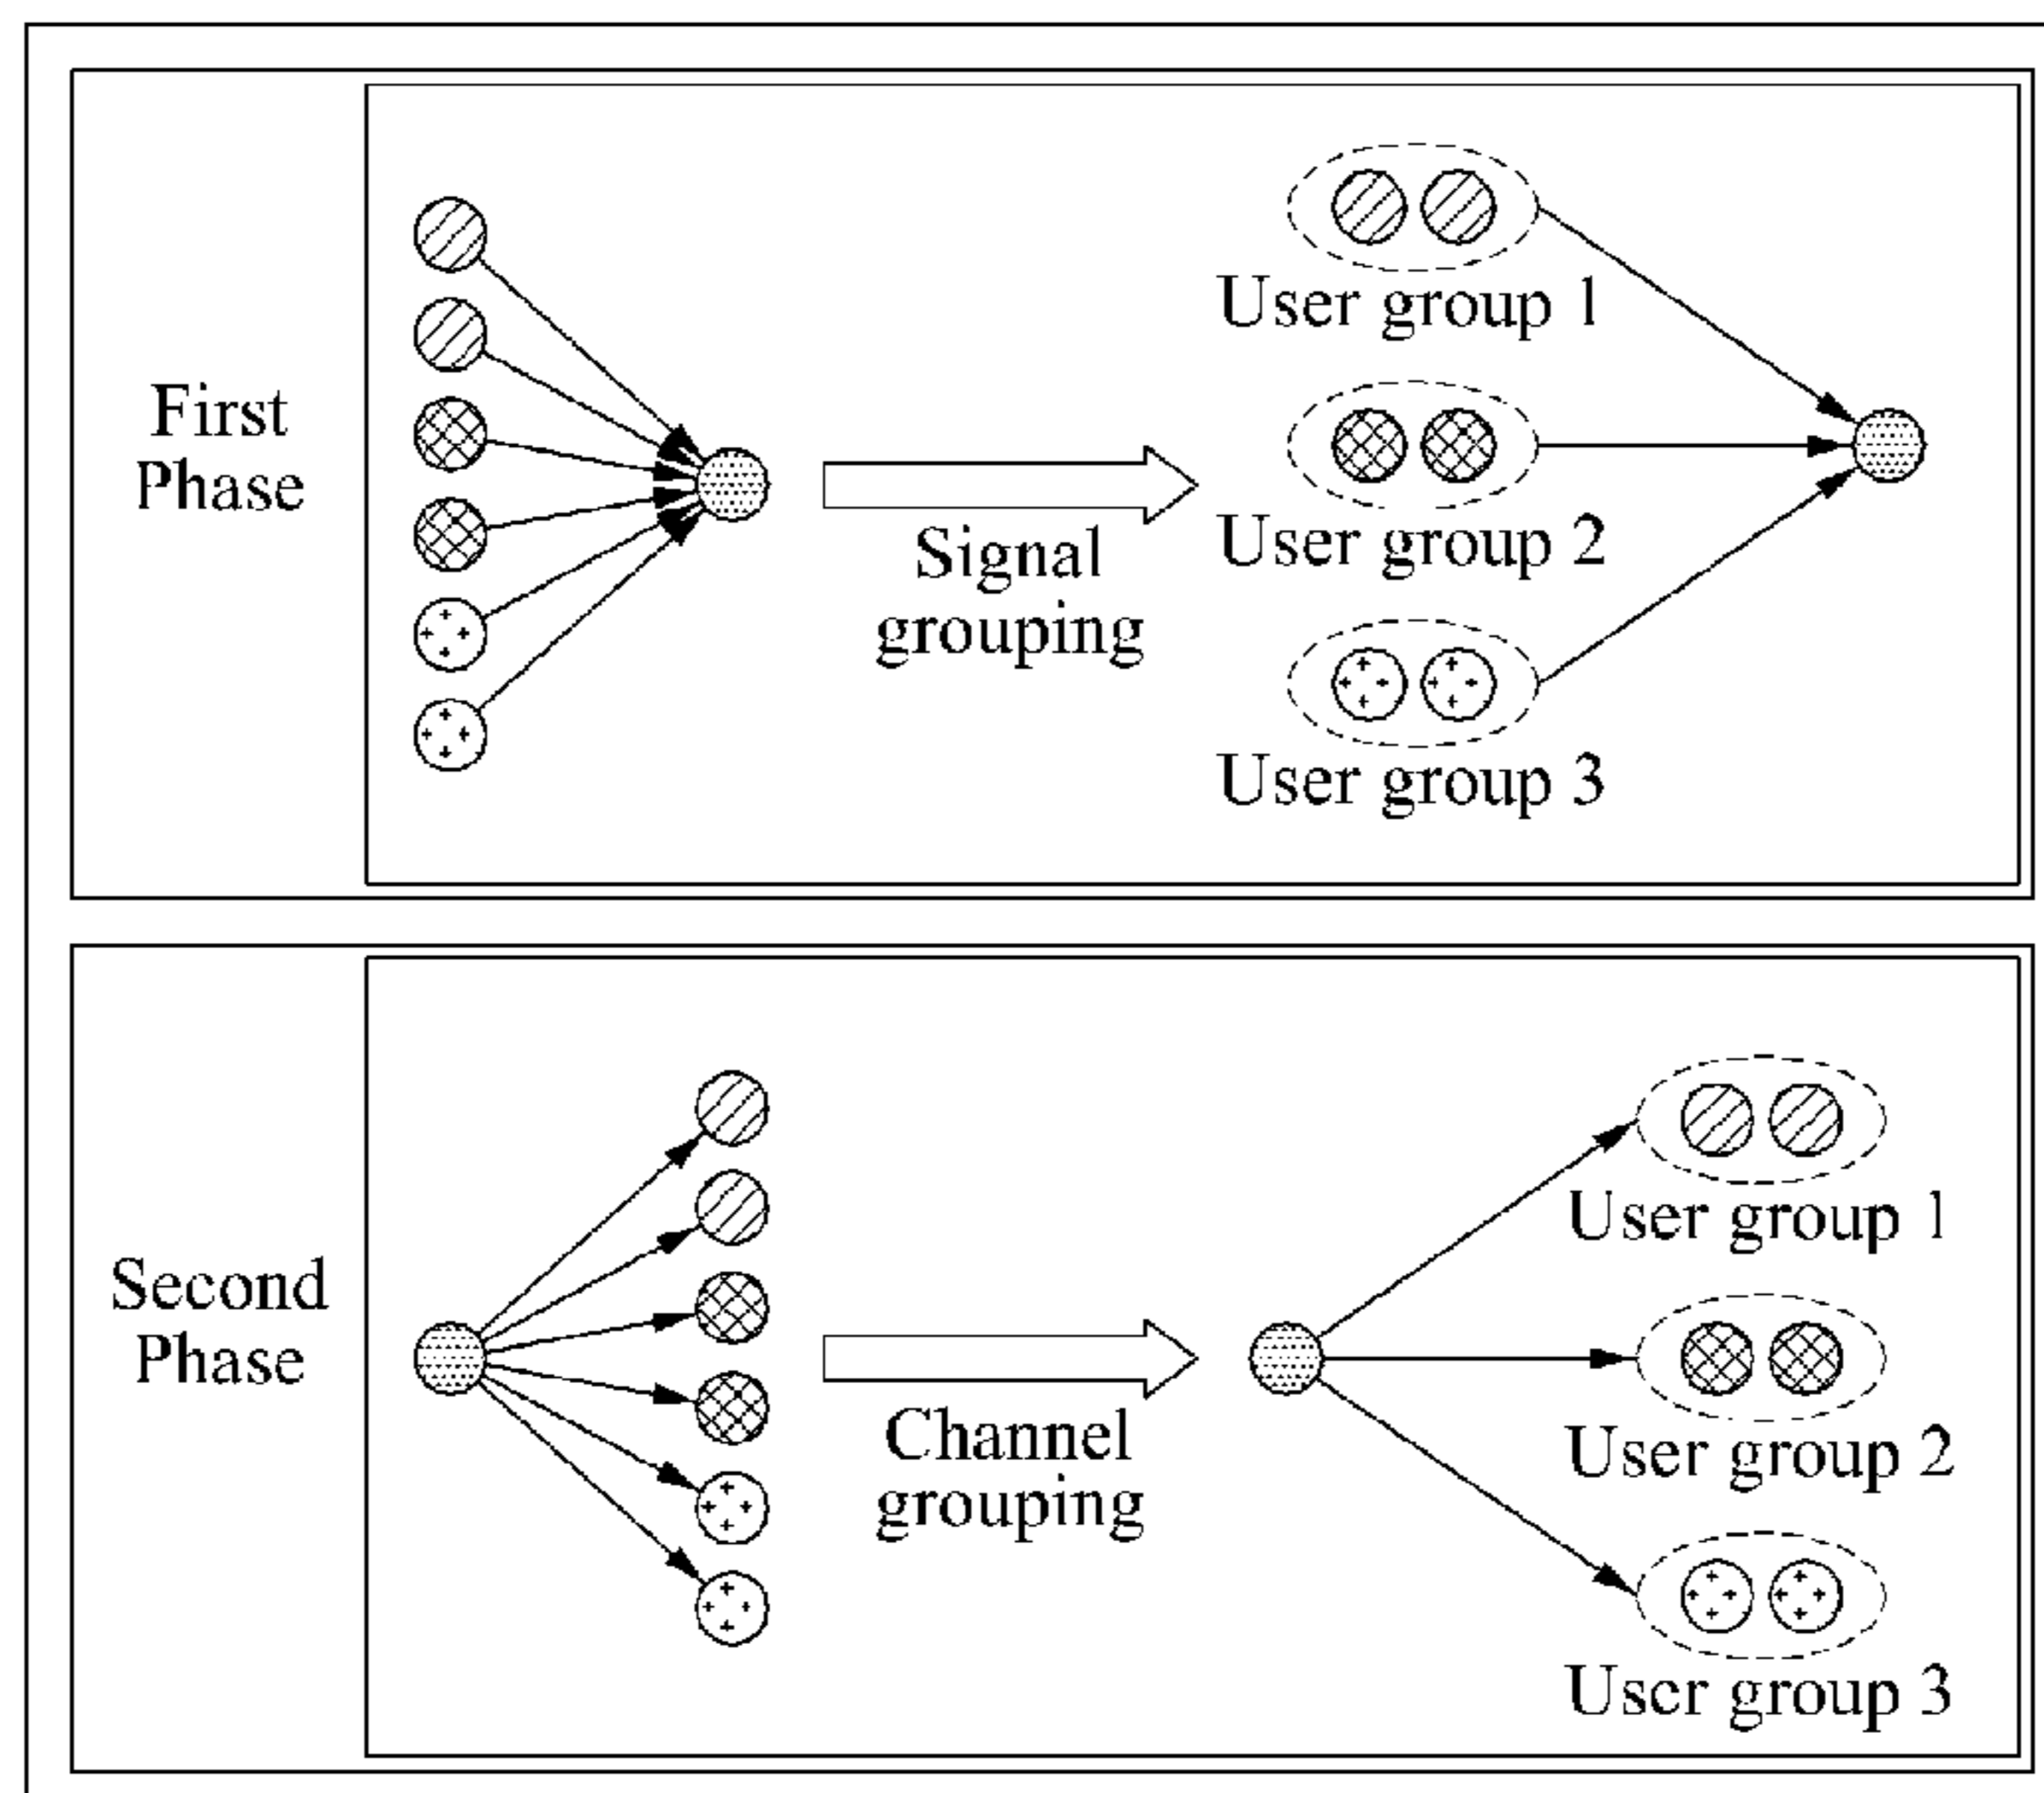 First
Phase
Signal
grouping
User group 1
User group 2
User group 3
Second
Phase
Channel
grouping
User group 1
User group 2
User group 3